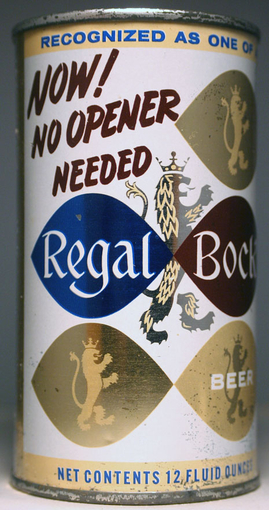 RECOGNIZED AS ONE OF
NOW!
NO OPENER
NEEDED
Regal Bock
BEER
NET CONTENTS 12 FLUID OUNCES